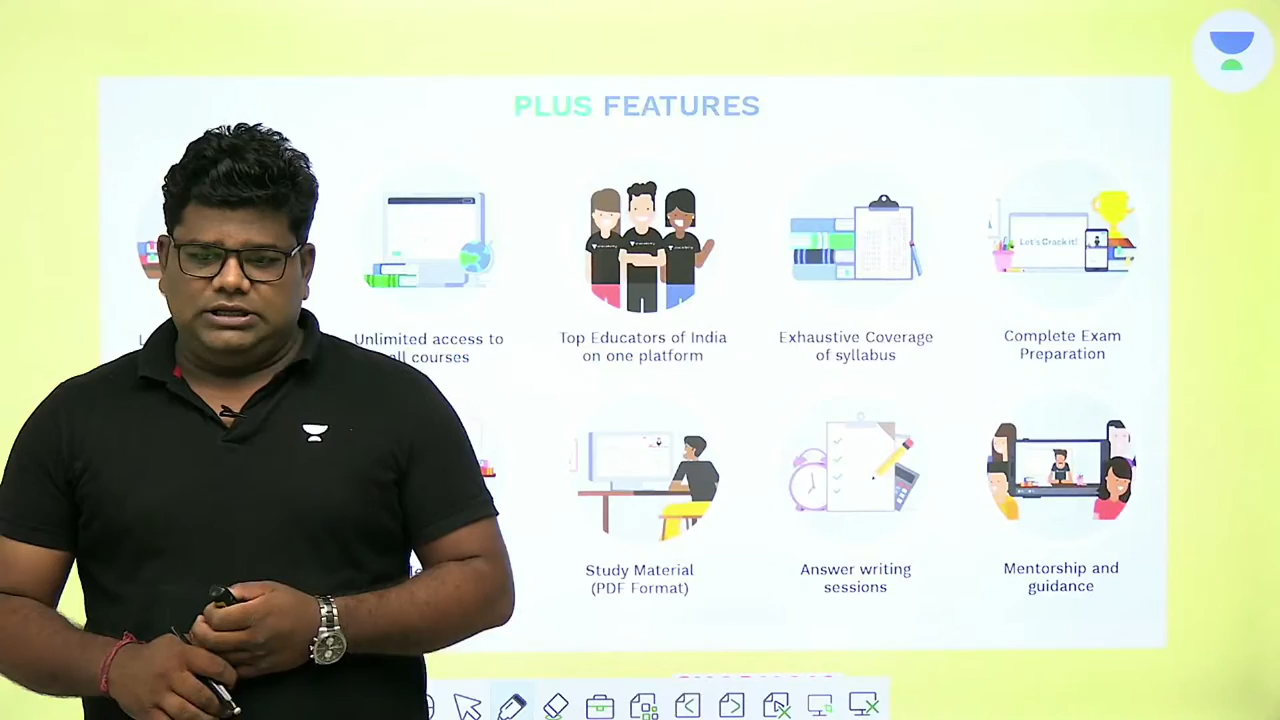 PLUS FEATURES
Unlimited access to
all courses
Top Educators of India
on one platform
Exhaustive Coverage
of syllabus
Let's Crack it!
Complete Exam
Preparation
Study Material
(PDF Format)
Answer writing
sessions
Mentorship and
guidance